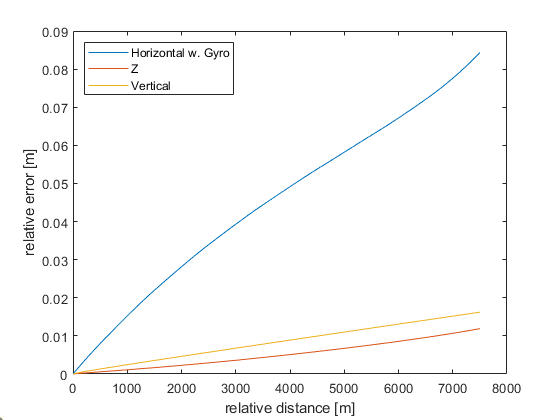 0.09
0.08
0.07
0.06
0.05
0.04
0.03
0.02
0.01
0
relative error [m]
Horizontal w. Gyro
Z
Vertical
0 1000 2000 3000 4000 5000 6000 7000 8000
relative distance [m]